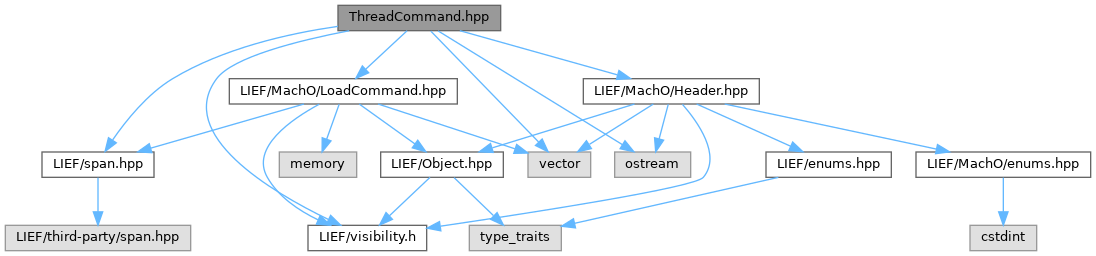 ThreadCommand.hpp
LIEF/MachO/LoadCommand.hpp
LIEF/MachO/Header.hpp
LIEF/span.hpp
memory
LIEF/Object.hpp
vector
ostream
LIEF/enums.hpp
LIEF/MachO/enums.hpp
LIEF/third-party/span.hpp
LIEF/visibility.h
type_traits
cstdint